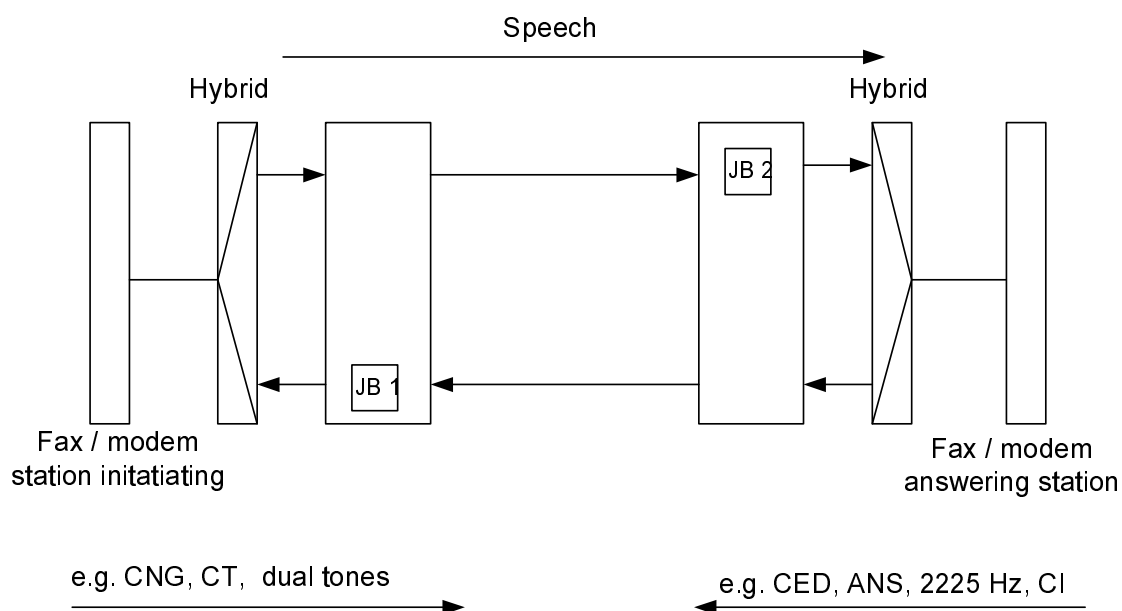 Speech
Hybrid
Hybrid
JB 2
JB 1
Fax / modem
station initatiating
Fax / modem
answering station
e.g. CNG, CT, dual tones
e.g. CED, ANS, 2225 Hz, CI